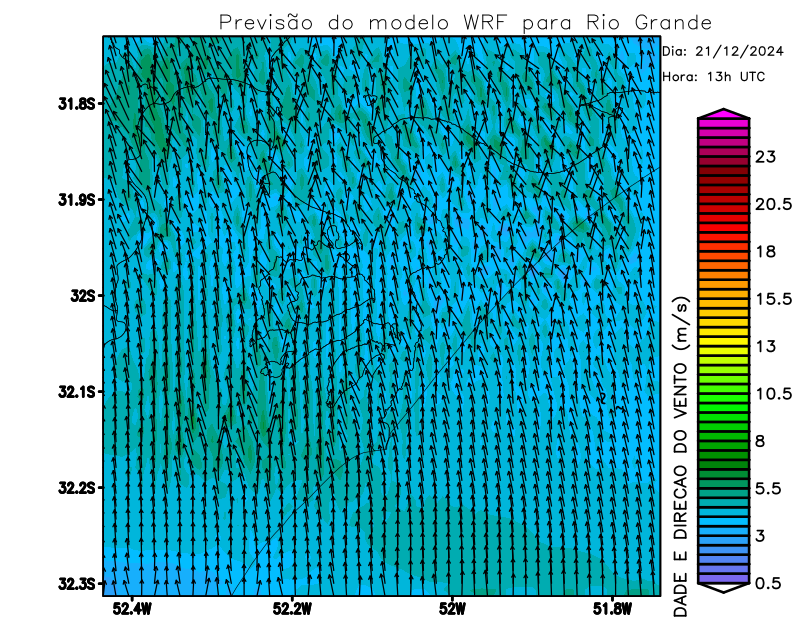 Previsão do modelo WRF para Rio Grande
Dia: 21/12/2024
Hora: 13h UTC
31.8S
31.9S
32S
32.1S
32.2S
32.3S
52.4W
52.2W
52W
51.8W
23
20.5
18
15.5
13
10.5
8
5.5
3
0.5
DADE E DIRECAO DO VENTO (m/s)